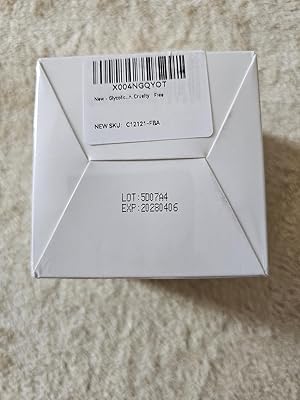 X004NGQYOT
New - Glycolic...+, Cruelty Free
NEW SKU: C12121-FBA
LOT:5D07A4
EXP:20280406